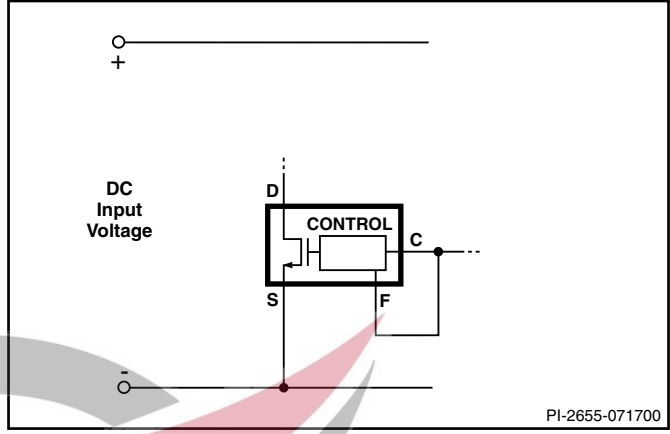 +
DC
Input
Voltage
D
CONTROL
C
S
F
-
PI-2655-071700